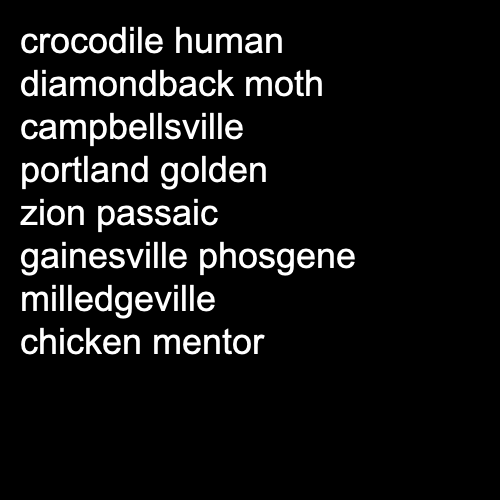 crocodile human
diamondback moth
campbellsville
portland golden
zion passaic
gainesville phosgene
milledgeville
chicken mentor